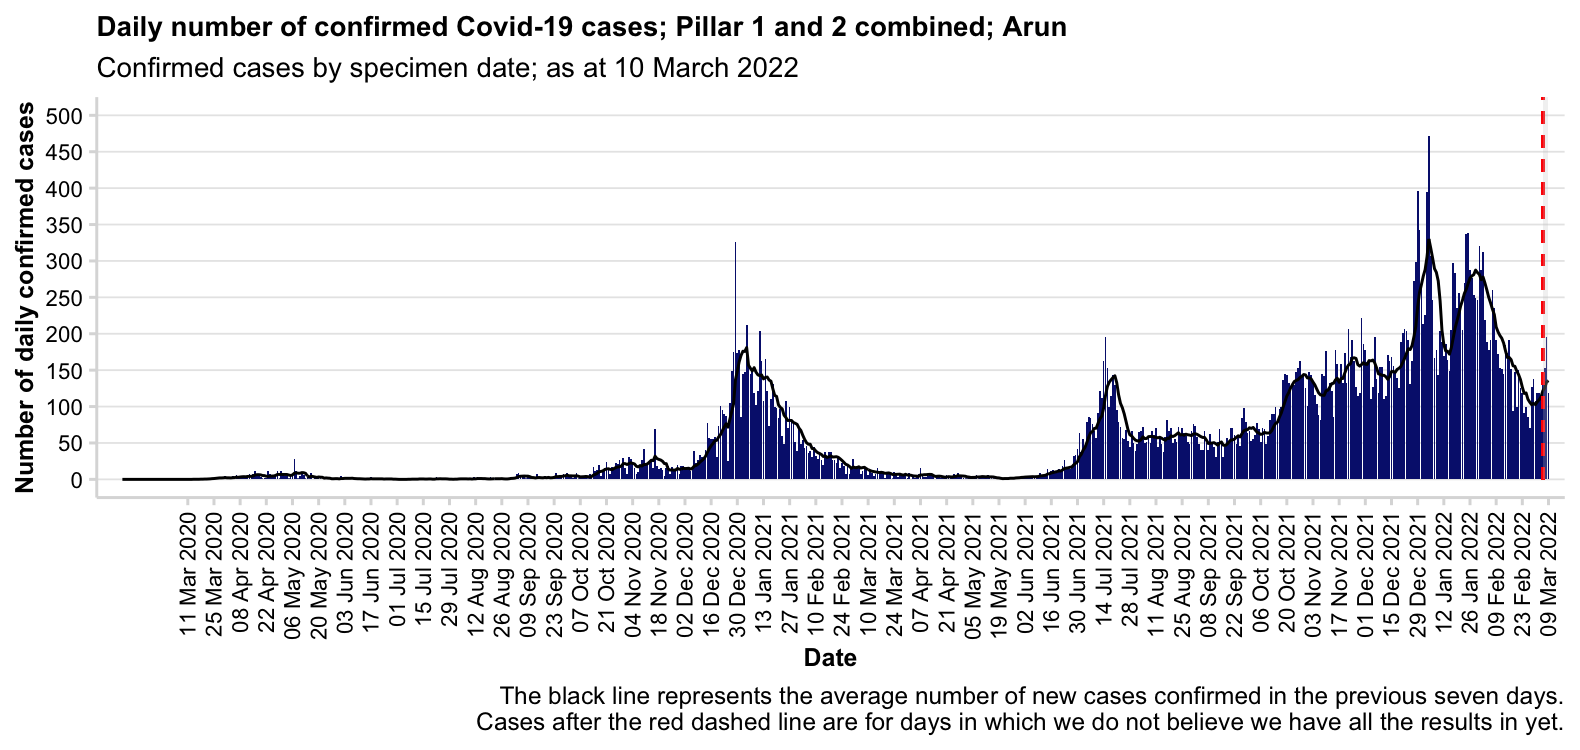 Daily number of confirmed Covid-19 cases; Pillar 1 and 2 combined; Arun
Confirmed cases by specimen date; as at 10 March 2022
Number of daily confirmed cases
500
450
400
350
300
250
200
150
100
50
0
11 Mar 2020
25 Mar 2020
08 Apr 2020
22 Apr 2020
06 May 2020
20 May 2020
03 Jun 2020
17 Jun 2020
01 Jul 2020
15 Jul 2020
29 Jul 2020
12 Aug 2020
26 Aug 2020
09 Sep 2020
23 Sep 2020
07 Oct 2020
21 Oct 2020
04 Nov 2020
18 Nov 2020
02 Dec 2020
16 Dec 2020
30 Dec 2020
13 Jan 2021
27 Jan 2021
10 Feb 2021
24 Feb 2021
10 Mar 2021
24 Mar 2021
07 Apr 2021
21 Apr 2021
05 May 2021
19 May 2021
02 Jun 2021
16 Jun 2021
30 Jun 2021
14 Jul 2021
28 Jul 2021
11 Aug 2021
25 Aug 2021
08 Sep 2021
22 Sep 2021
06 Oct 2021
20 Oct 2021
03 Nov 2021
17 Nov 2021
01 Dec 2021
15 Dec 2021
29 Dec 2021
12 Jan 2022
26 Jan 2022
09 Feb 2022
23 Feb 2022
09 Mar 2022
Date
The black line represents the average number of new cases confirmed in the previous seven days.
Cases after the red dashed line are for days in which we do not believe we have all the results in yet.